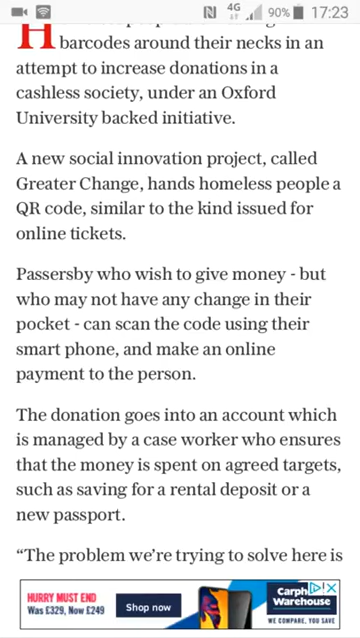 4G 90% 17:23
H
barcodes around their necks in an
attempt to increase donations in a
cashless society, under an Oxford
University backed initiative.
A new social innovation project, called
Greater Change, hands homeless people a
QR code, similar to the kind issued for
online tickets.
Passersby who wish to give money - but
who may not have any change in their
pocket - can scan the code using their
smart phone, and make an online
payment to the person.
The donation goes into an account which
is managed by a case worker who ensures
that the money is spent on agreed targets,
such as saving for a rental deposit or a
new passport.
“The problem we’re trying to solve here is
HURRY MUST END
Was £329, Now £249
Shop now
Carph
Warehouse
WE COMPARE, YOU SAVE